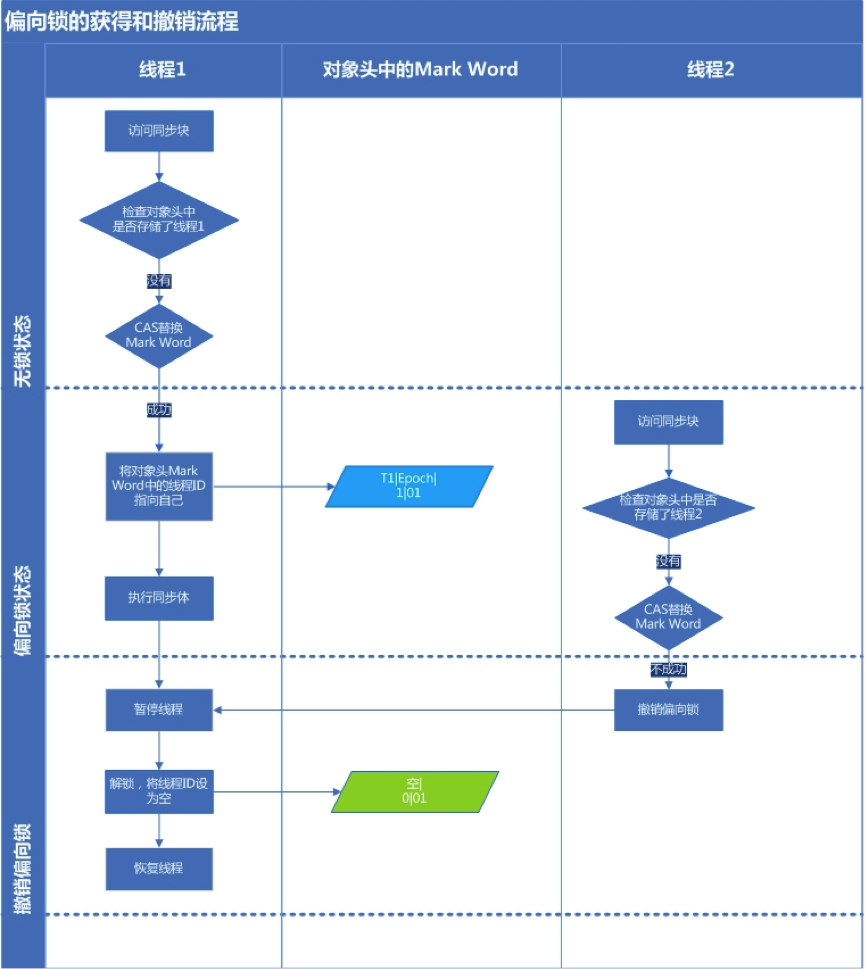 偏向锁的获得和撤销流程
线程1
对象头中的Mark Word
线程2
无锁状态
访问同步块
检查对象头中
是否存储了线程1
没有
CAS替换
Mark Word
偏向锁状态
成功
将对象头Mark
Word中的线程ID
指向自己
T1|Epoch|
1|01
执行同步体
访问同步块
检查对象头中是否
存储了线程2
没有
CAS替换
Mark Word
不成功
撤销偏向锁
撤销偏向锁
暂停线程
解锁，将线程ID设
为空
空|
0|01
恢复线程